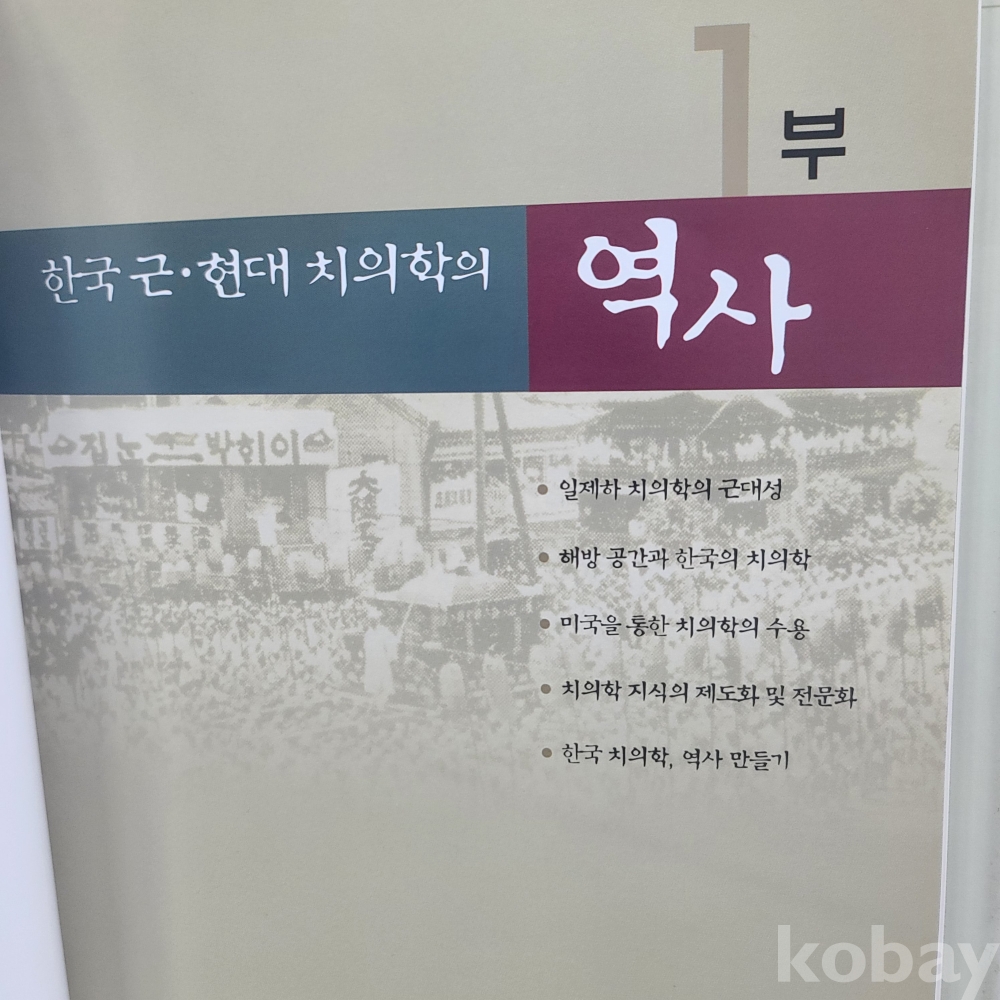 1부
한국 근·현대 치의학의 역사
• 일제하 치의학의 근대성
• 해방 공간과 한국의 치의학
• 미국을 통한 치의학의 수용
• 치의학 지식의 제도화 및 전문화
• 한국 치의학, 역사 만들기
kobay